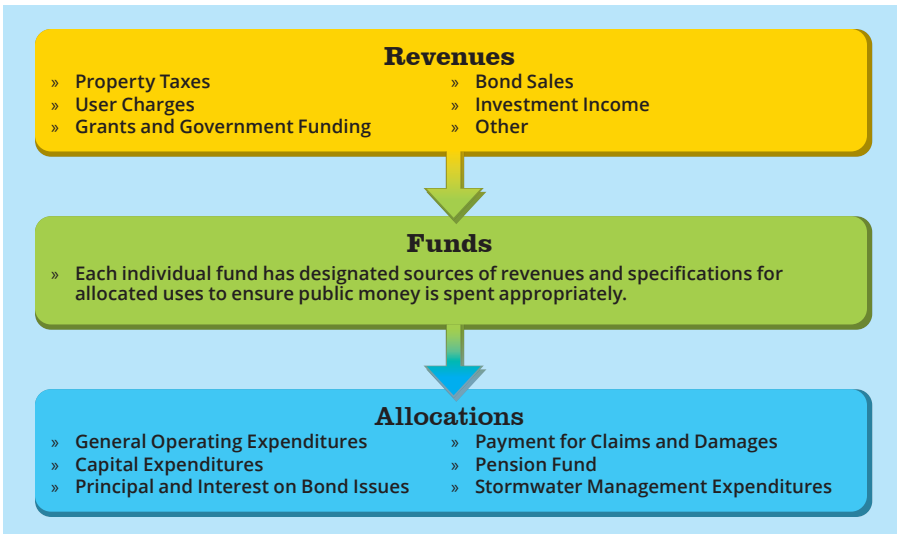 Revenues
» Property Taxes
» User Charges
» Grants and Government Funding
» Bond Sales
» Investment Income
» Other
Funds
» Each individual fund has designated sources of revenues and specifications for
allocated uses to ensure public money is spent appropriately.
Allocations
» General Operating Expenditures
» Capital Expenditures
» Principal and Interest on Bond Issues
» Payment for Claims and Damages
» Pension Fund
» Stormwater Management Expenditures